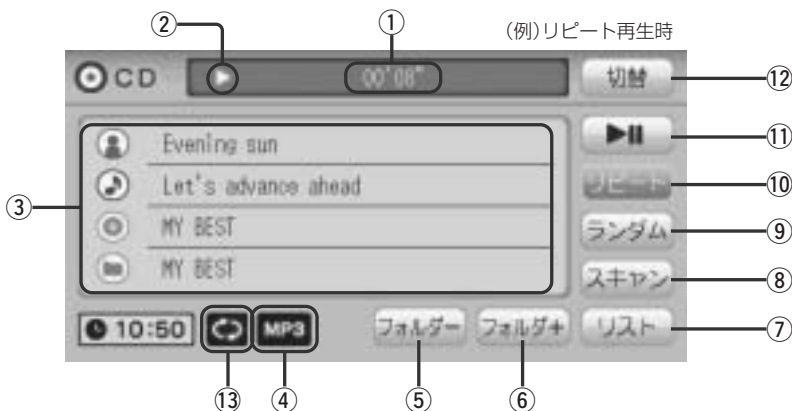 ② ① (例)リピート再生時
CD 00'08" 切替 ⑫
Evening sun ▶II ⑪
③ Let's advance ahead リピート ⑩
MY BEST ランダム ⑨
MY BEST スキャン ⑧
10:50 MP3 フォルダー フォルダ+ リスト ⑦
⑬ ④ ⑤ ⑥